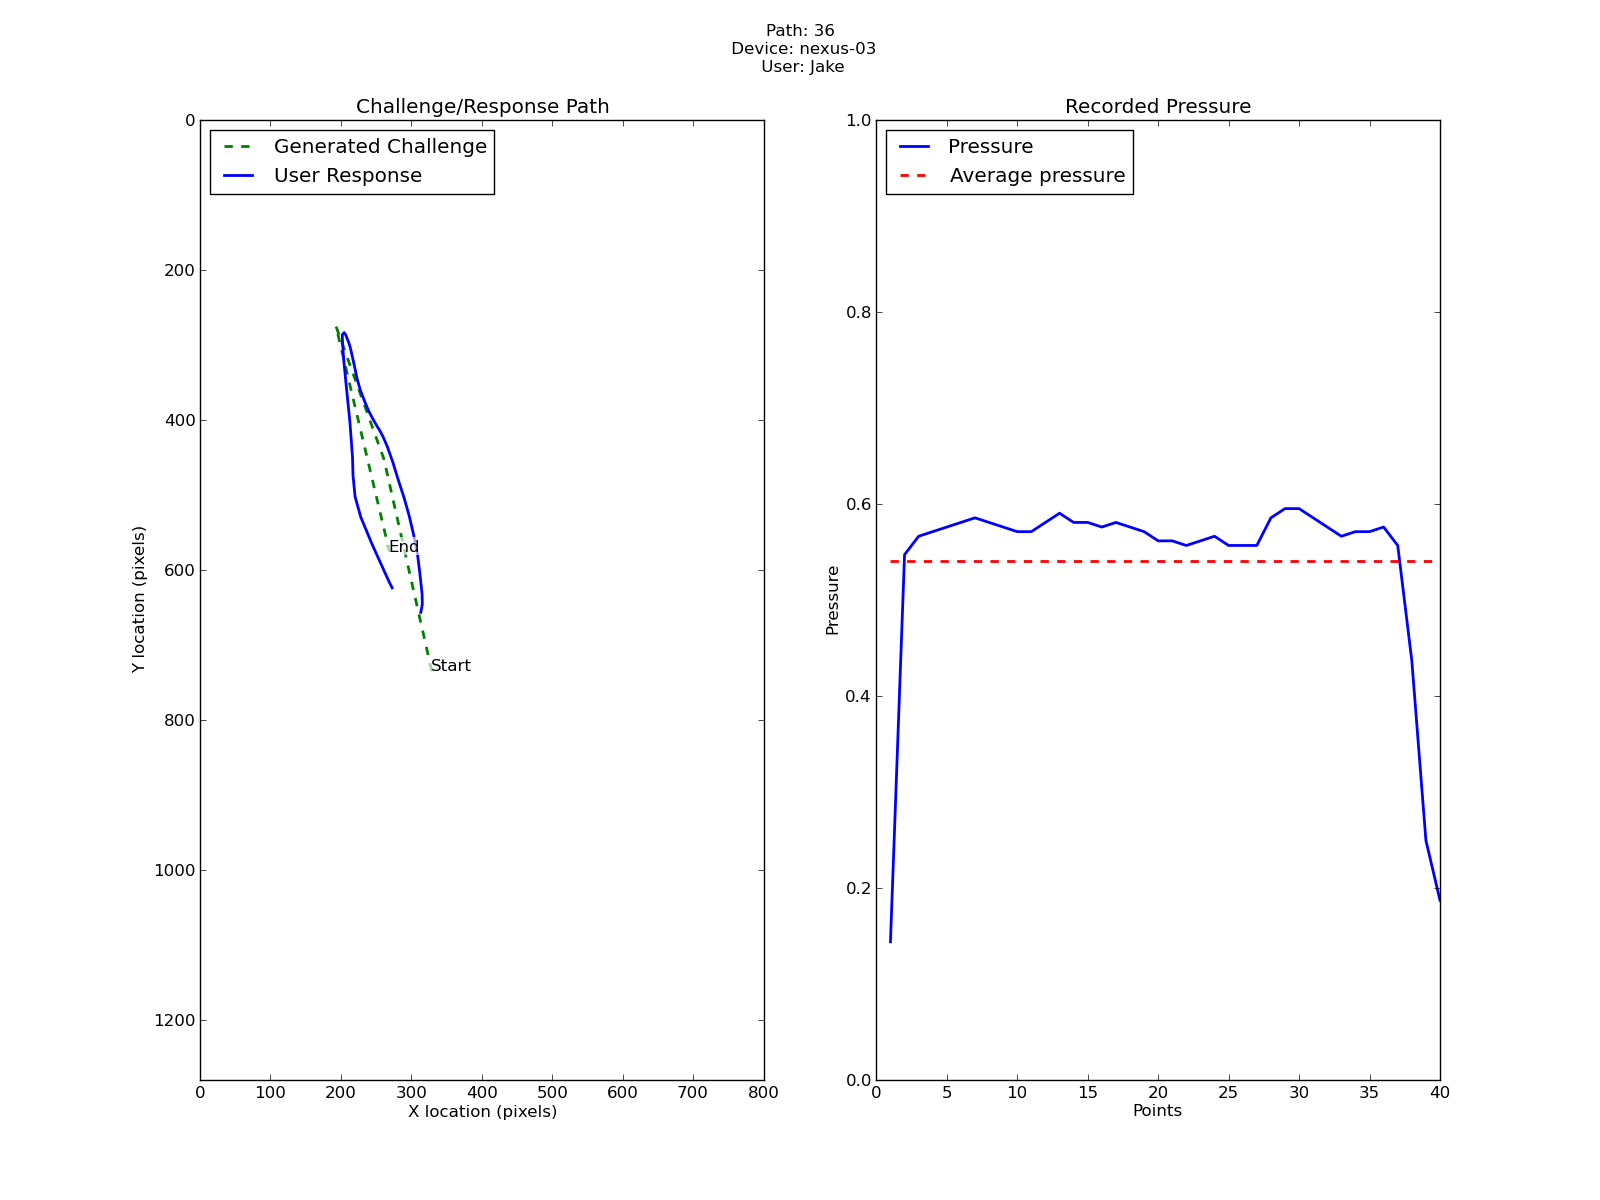 Path: 36
Device: nexus-03
User: Jake
Challenge/Response Path
Generated Challenge
User Response
0
200
400
600
800
1000
1200
Y location (pixels)
End
Start
0 100 200 300 400 500 600 700 800
X location (pixels)
Recorded Pressure
Pressure
Average pressure
1.0
0.8
0.6
0.4
0.2
0.0
Pressure
0 5 10 15 20 25 30 35 40
Points